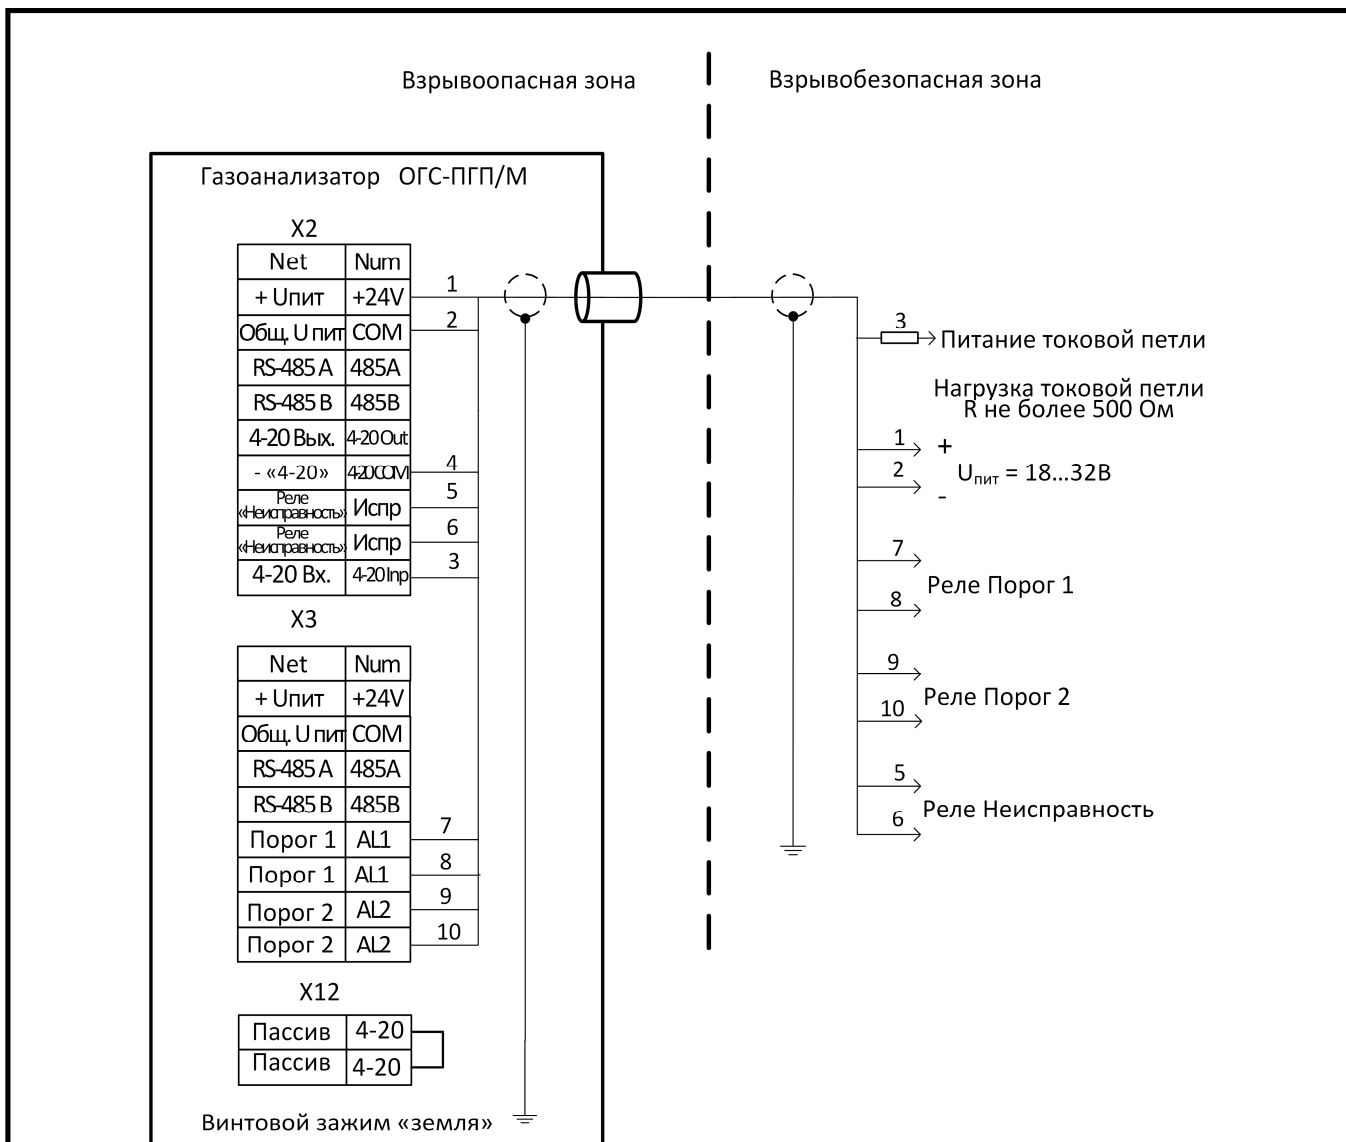 Взрывоопасная зона
Взрывобезопасная зона
Газоанализатор ОГС-ПГП/М
X2
Net Num
+ Uпит +24V 1
Общ. U пит COM 2
RS-485 A 485A
RS-485 B 485B
4-20 Вых. 4-20 Out
- «4-20» 4-20COM 4
Реле
«Неисправность» Испр 5
Реле
«Неисправность» Испр 6
4-20 Вх. 4-20 Inp 3
X3
Net Num
+ Uпит +24V
Общ. U пит COM
RS-485 A 485A
RS-485 B 485B
Порог 1 AL1 7
Порог 1 AL1 8
Порог 2 AL2 9
Порог 2 AL2 10
X12
Пассив 4-20
Пассив 4-20
Винтовой зажим «земля»
3 Питание токовой петли
Нагрузка токовой петли
R не более 500 Ом
1 +
2 Uпит = 18...32В
-
7
Реле Порог 1
8
9
Реле Порог 2
10
5
Реле Неисправность
6